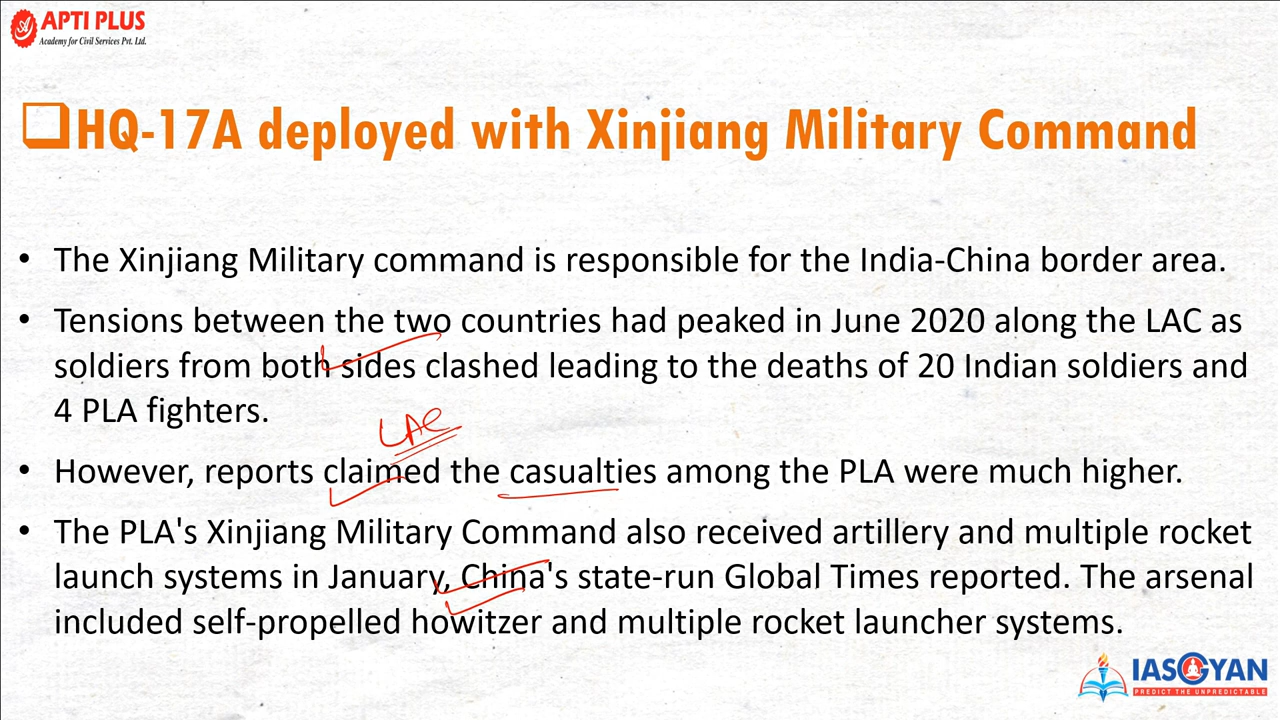 APTI PLUS
Academy for Civil Services Pvt. Ltd.
HQ-17A deployed with Xinjiang Military Command
• The Xinjiang Military command is responsible for the India-China border area.
• Tensions between the two countries had peaked in June 2020 along the LAC as
soldiers from both sides clashed leading to the deaths of 20 Indian soldiers and
4 PLA fighters.
LAC
• However, reports claimed the casualties among the PLA were much higher.
• The PLA's Xinjiang Military Command also received artillery and multiple rocket
launch systems in January, China's state-run Global Times reported. The arsenal
included self-propelled howitzer and multiple rocket launcher systems.
IASGYAN
PREDICT THE UNPREDICTABLE